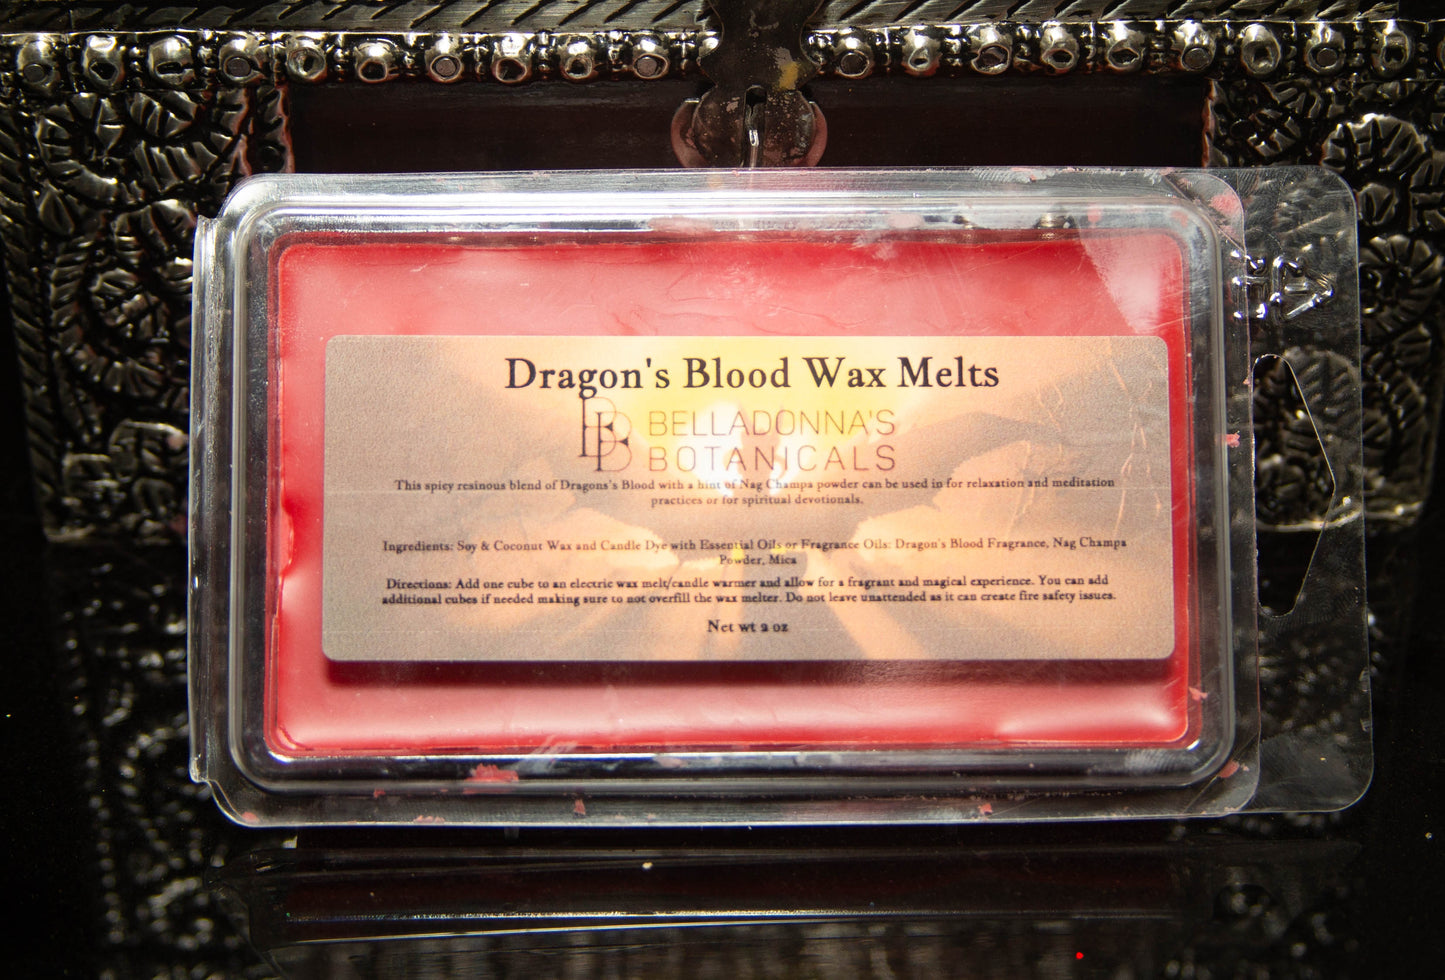 Dragon's Blood Wax Melts
BB BELLADONNA'S
BOTANICALS
This spicy resinous blend of Dragons's Blood with a hint of Nag Champa powder can be used in for relaxation and meditation
practices or for spiritual devotionals.
Ingredients: Soy & Coconut Wax and Candle Dye with Essential Oils or Fragrance Oils: Dragon's Blood Fragrance, Nag Champa
Powder, Mica
Directions: Add one cube to an electric wax melt/candle warmer and allow for a fragrant and magical experience. You can add
additional cubes if needed making sure to not overfill the wax melter. Do not leave unattended as it can create fire safety issues.
Net wt 2 oz